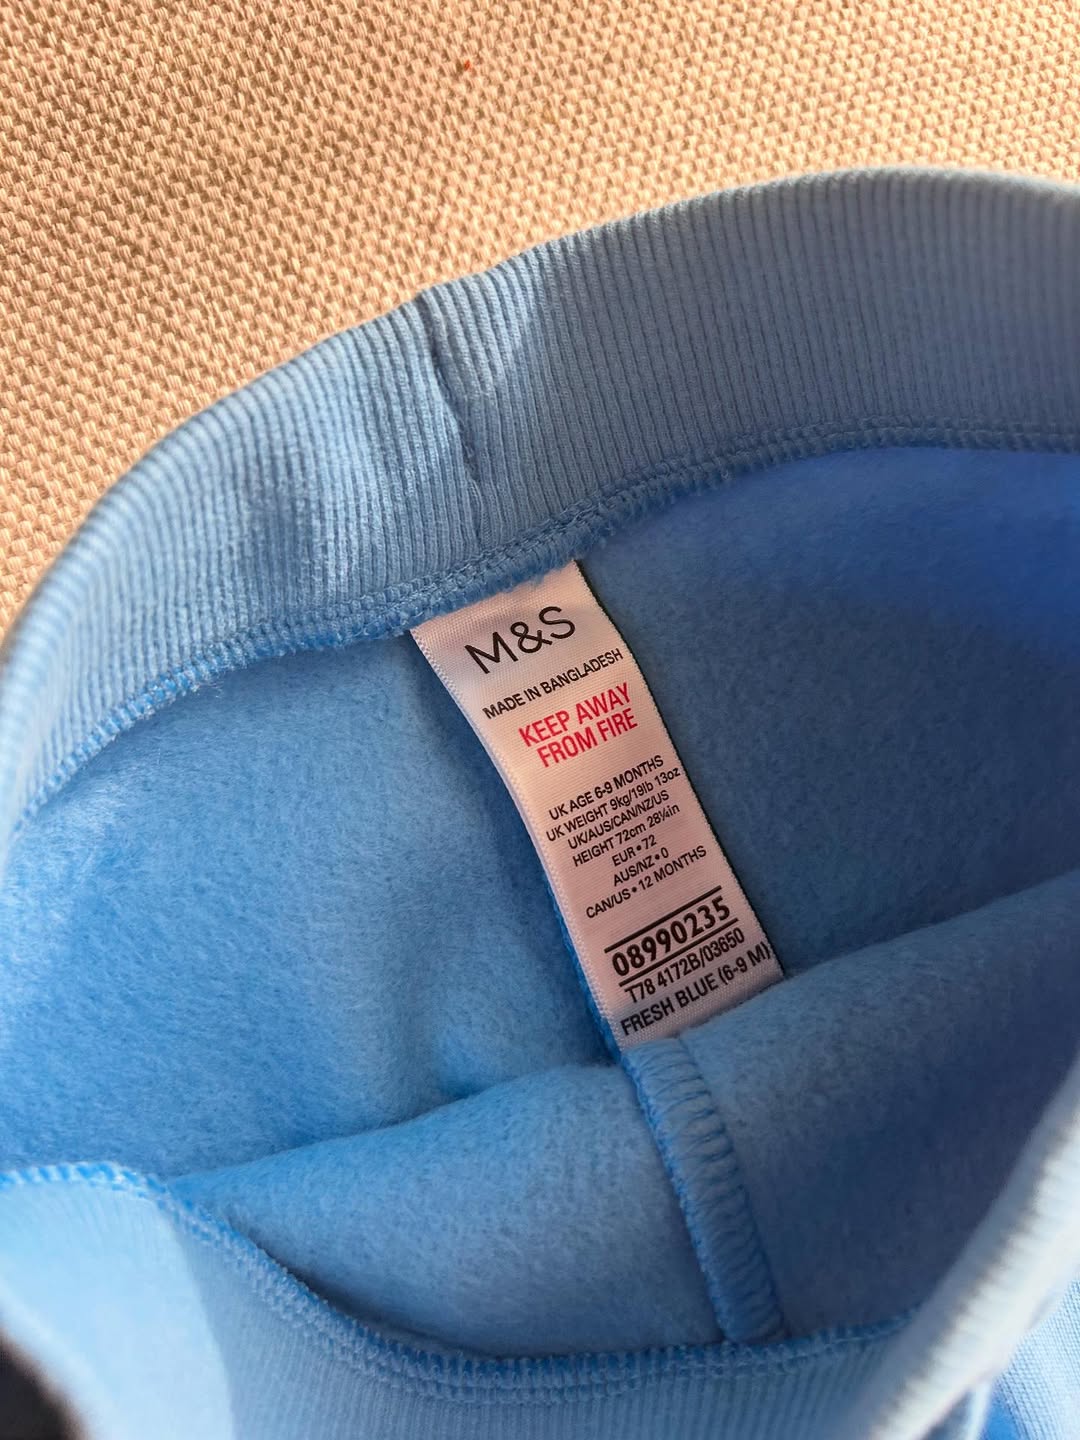 M&S
MADE IN BANGLADESH
KEEP AWAY
FROM FIRE
UK AGE 6-9 MONTHS
UK WEIGHT 9kg/19lb 13oz
UK/AUS/CAN/NZ/US
HEIGHT 72cm 28¼in
EUR•72
AUS/NZ•0
CAN/US•12 MONTHS
08990235
T78 4172B/03650
FRESH BLUE (6-9 M)